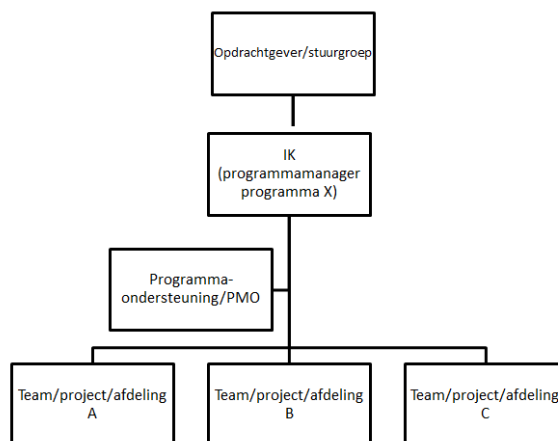 Opdrachtgever/stuurgroep
IK
(programmamanager
programma X)
Programma-
ondersteuning/PMO
Team/project/afdeling
A
Team/project/afdeling
B
Team/project/afdeling
C